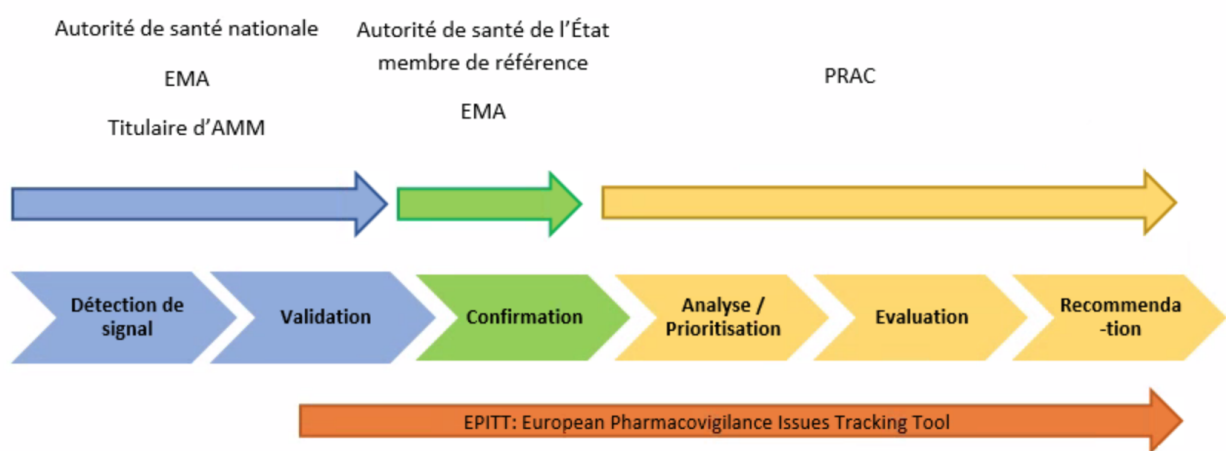 Autorité de santé nationale
EMA
Titulaire d’AMM
Autorité de santé de l’État
membre de référence
EMA
PRAC
Détection de
signal
Validation
Confirmation
Analyse /
Prioritisation
Evaluation
Recommenda
-tion
EPITT: European Pharmacovigilance Issues Tracking Tool